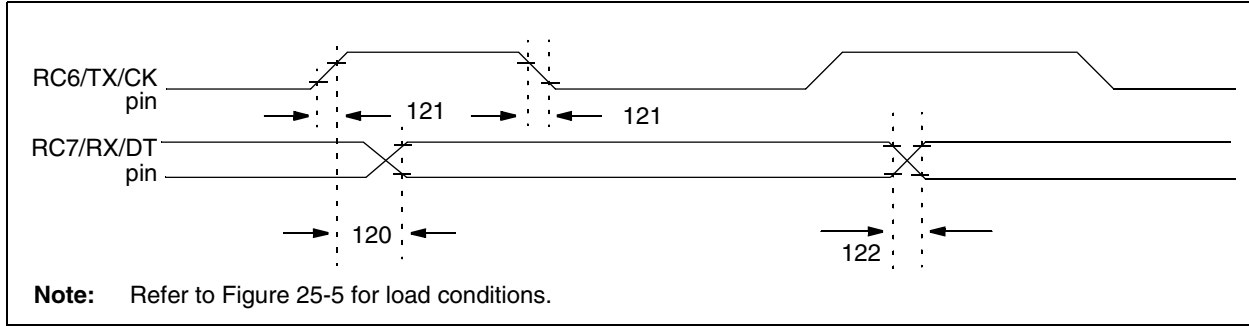 RC6/TX/CK
pin
121
121
RC7/RX/DT
pin
120
122
Note: Refer to Figure 25-5 for load conditions.